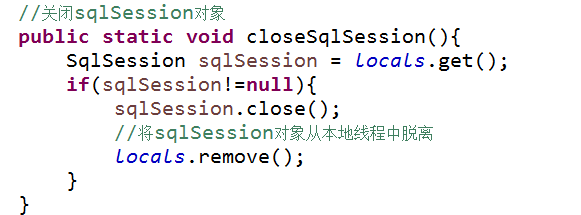 //关闭sqlSession对象
public static void closeSqlSession(){
    SqlSession sqlSession = locals.get();
    if(sqlSession!=null){
        sqlSession.close();
        //将sqlSession对象从本地线程中脱离
        locals.remove();
    }
}